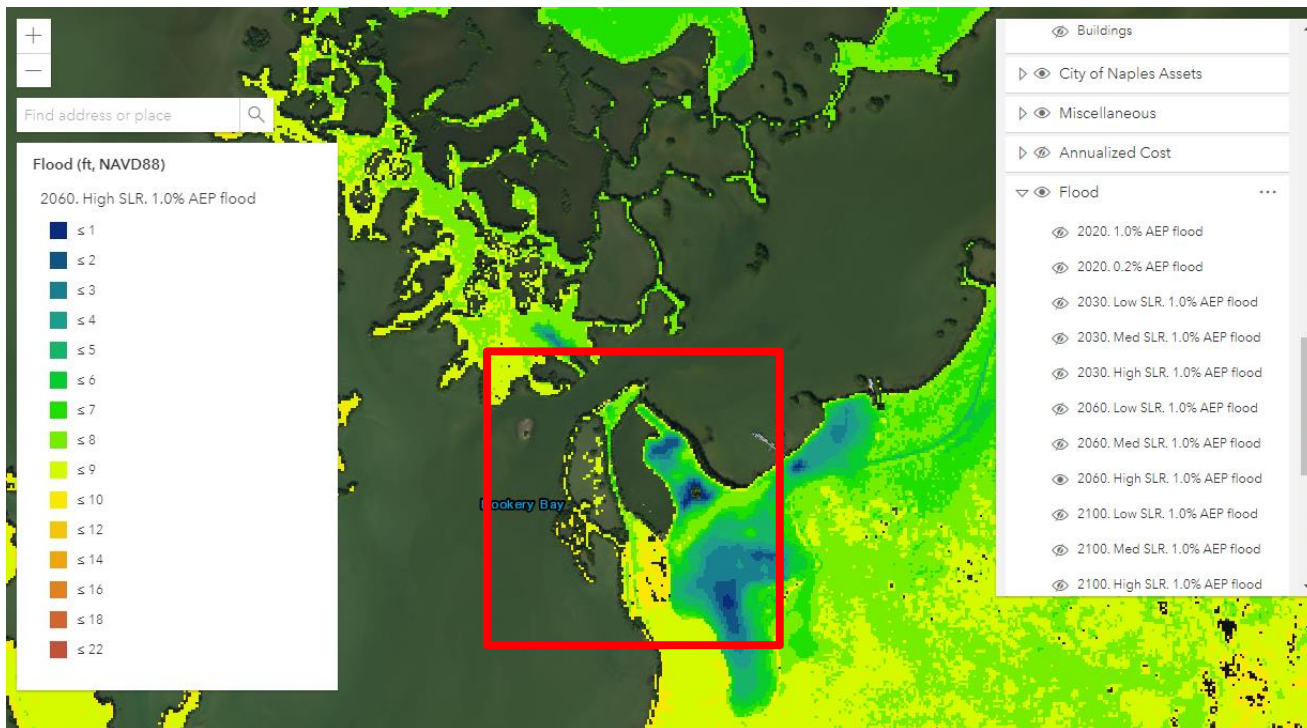 Find address or place
Flood (ft, NAVD88)
2060. High SLR. 1.0% AEP flood
≤ 1
≤ 2
≤ 3
≤ 4
≤ 5
≤ 6
≤ 7
≤ 8
≤ 9
≤ 10
≤ 12
≤ 14
≤ 16
≤ 18
≤ 22
Rookery Bay
Buildings
City of Naples Assets
Miscellaneous
Annualized Cost
Flood
2020. 1.0% AEP flood
2020. 0.2% AEP flood
2030. Low SLR. 1.0% AEP flood
2030. Med SLR. 1.0% AEP flood
2030. High SLR. 1.0% AEP flood
2060. Low SLR. 1.0% AEP flood
2060. Med SLR. 1.0% AEP flood
2060. High SLR. 1.0% AEP flood
2100. Low SLR. 1.0% AEP flood
2100. Med SLR. 1.0% AEP flood
2100. High SLR. 1.0% AEP flood